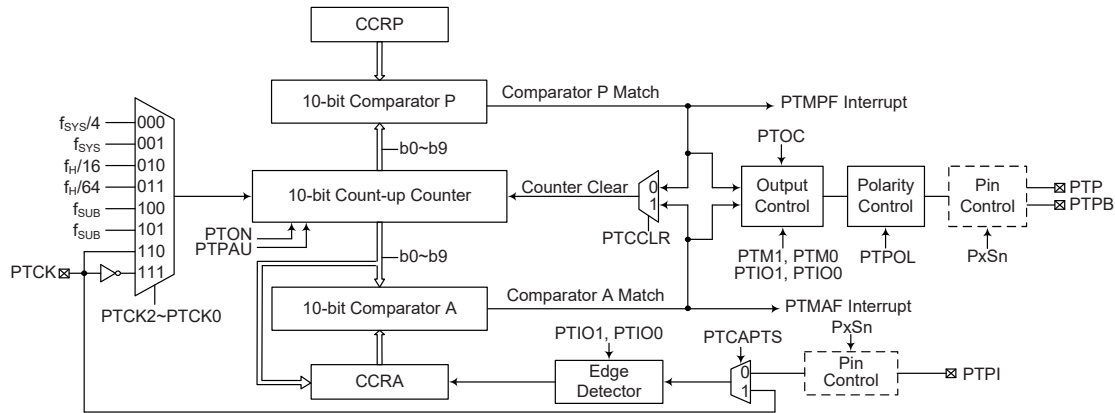 CCRP
10-bit Comparator P
Comparator P Match
PTMPF Interrupt
fSYS/4
000
fSYS
001
fH/16
010
fH/64
011
fSUB
100
fSUB
101
110
PTCK
111
PTCK2~PTCK0
b0~b9
10-bit Count-up Counter
Counter Clear
0
1
PTCCLR
PTON
PTPAU
PTOC
Output
Control
PTM1, PTM0
PTIO1, PTIO0
Polarity
Control
PTPOL
Pin
Control
PxSn
PTP
PTPB
b0~b9
10-bit Comparator A
Comparator A Match
PTMAF Interrupt
CCRA
PTIO1, PTIO0
Edge
Detector
PTCAPTS
0
1
PxSn
Pin
Control
PTPI